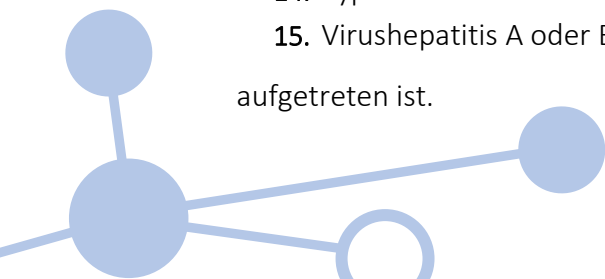 15. Virushepatitis A oder
aufgetreten ist.